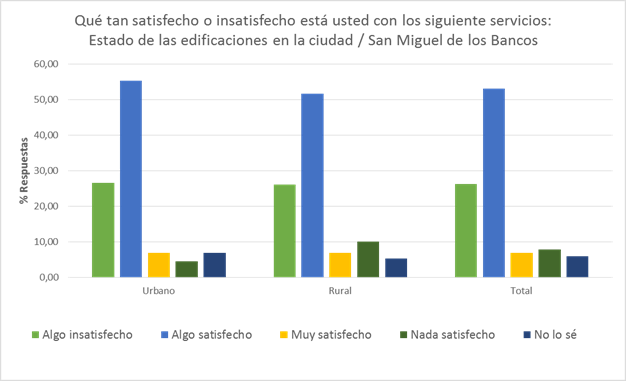 Qué tan satisfecho o insatisfecho está usted con los siguiente servicios:
Estado de las edificaciones en la ciudad / San Miguel de los Bancos
60,00
50,00
40,00
30,00
20,00
10,00
0,00
% Respuestas
Urbano Rural Total
Algo insatisfecho Algo satisfecho Muy satisfecho Nada satisfecho No lo sé